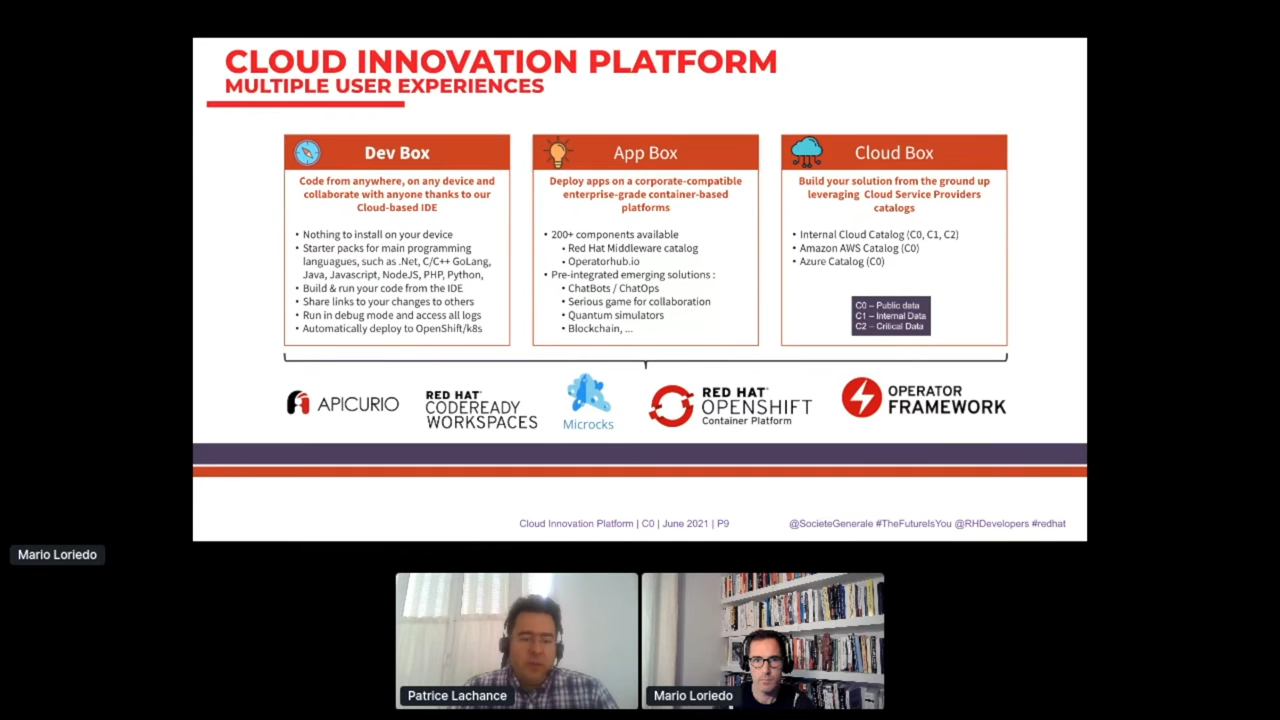 CLOUD INNOVATION PLATFORM
MULTIPLE USER EXPERIENCES
Dev Box
Code from anywhere, on any device and
collaborate with anyone thanks to our
Cloud-based IDE
• Nothing to install on your device
• Starter packs for main programming
languagues, such as .Net, C/C++ GoLang,
Java, Javascript, NodeJS, PHP, Python,
• Build & run your code from the IDE
• Share links to your changes to others
• Run in debug mode and access all logs
• Automatically deploy to OpenShift/k8s
App Box
Deploy apps on a corporate-compatible
enterprise-grade container-based
platforms
• 200+ components available
• Red Hat Middleware catalog
• Operatorhub.io
• Pre-integrated emerging solutions :
• ChatBots / ChatOps
• Serious game for collaboration
• Quantum simulators
• Blockchain, ...
Cloud Box
Build your solution from the ground up
leveraging Cloud Service Providers
catalogs
• Internal Cloud Catalog (C0, C1, C2)
• Amazon AWS Catalog (C0)
• Azure Catalog (C0)
C0 – Public data
C1 – Internal Data
C2 – Critical Data
APICURIO
RED HAT®
CODEREADY
WORKSPACES
Microcks
RED HAT®
OPENSHIFT
Container Platform
OPERATOR
FRAMEWORK
Cloud Innovation Platform | C0 | June 2021 | P9
@SocieteGenerale #TheFutureIsYou @RHDevelopers #redhat
Mario Loriedo
Patrice Lachance
Mario Loriedo